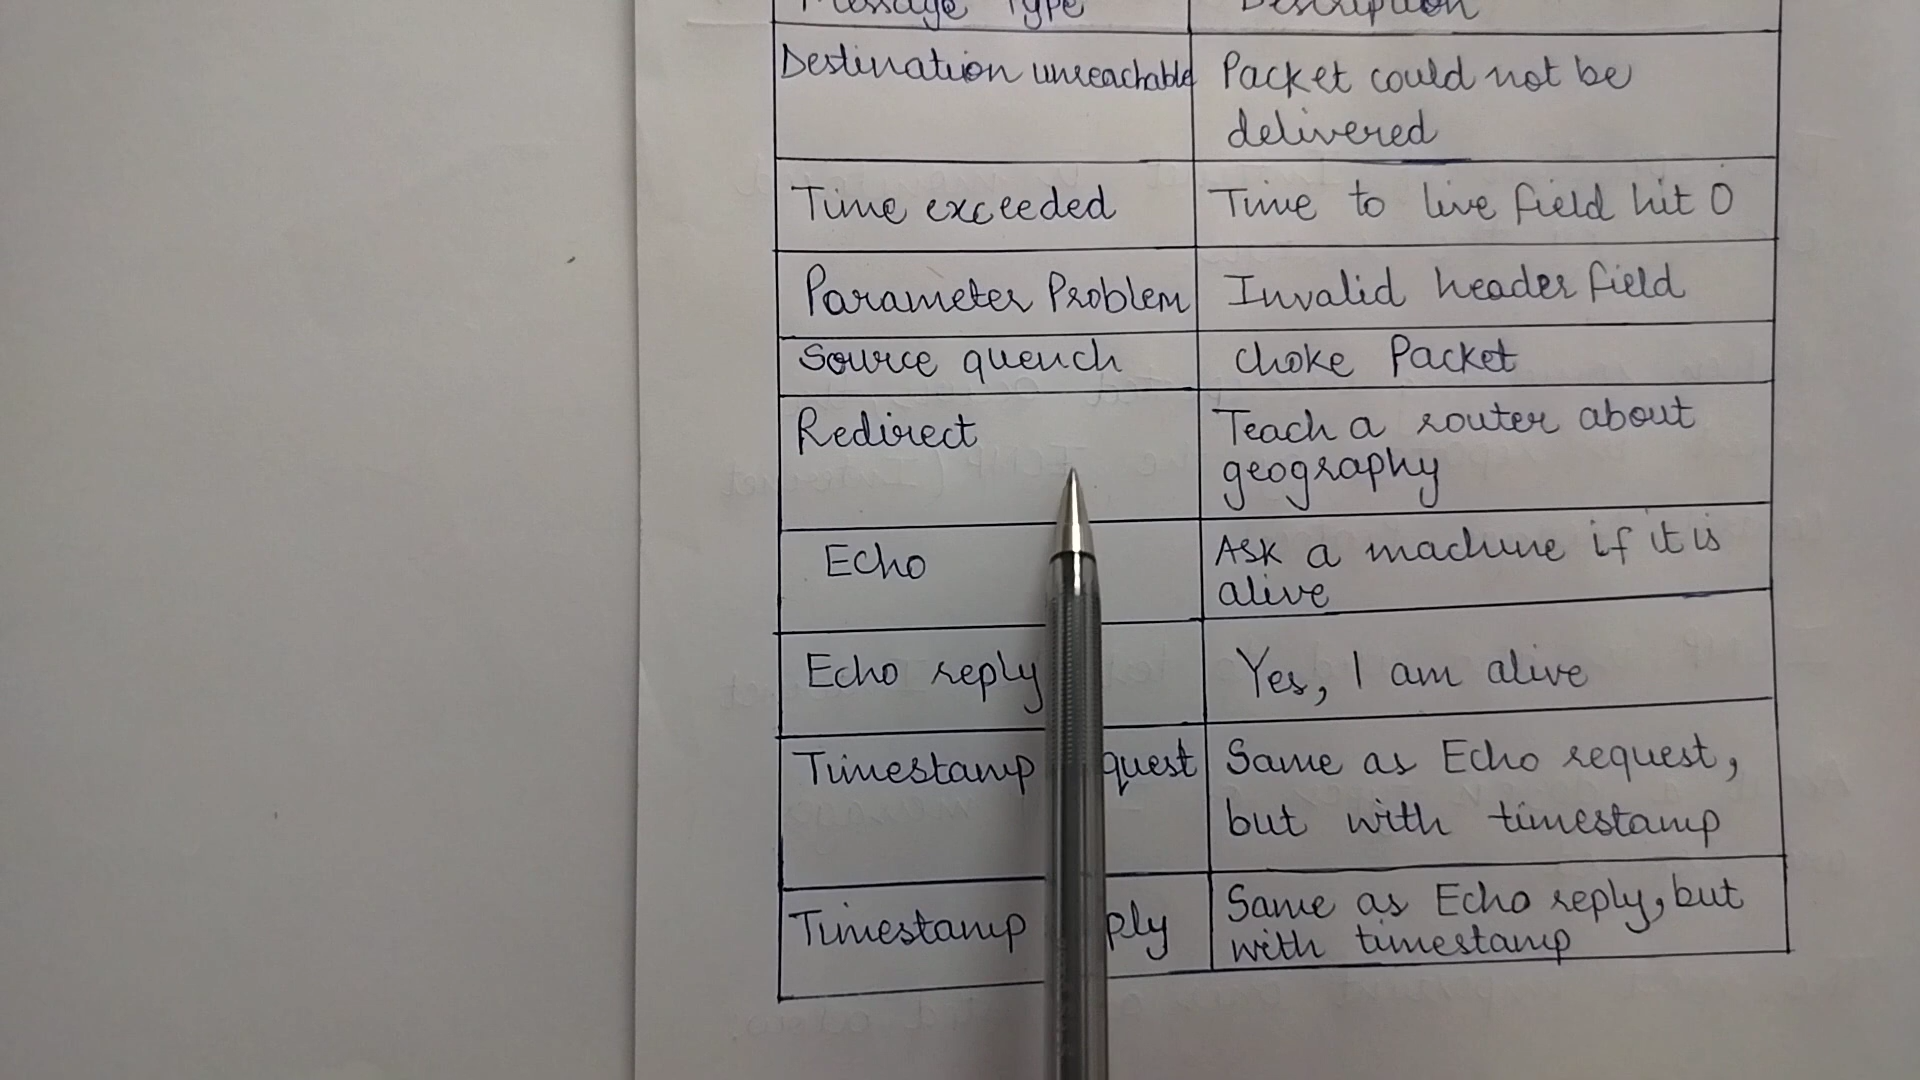 Message Type Description
Destination unreachable Packet could not be
delivered
Time exceeded Time to live field hit 0
Parameter Problem Invalid header field
Source quench choke Packet
Redirect Teach a router about
geography
Echo Ask a machine if it is
alive
Echo reply Yes, I am alive
Timestamp quest Same as Echo request,
but with timestamp
Timestamp ply Same as Echo reply, but
with timestamp